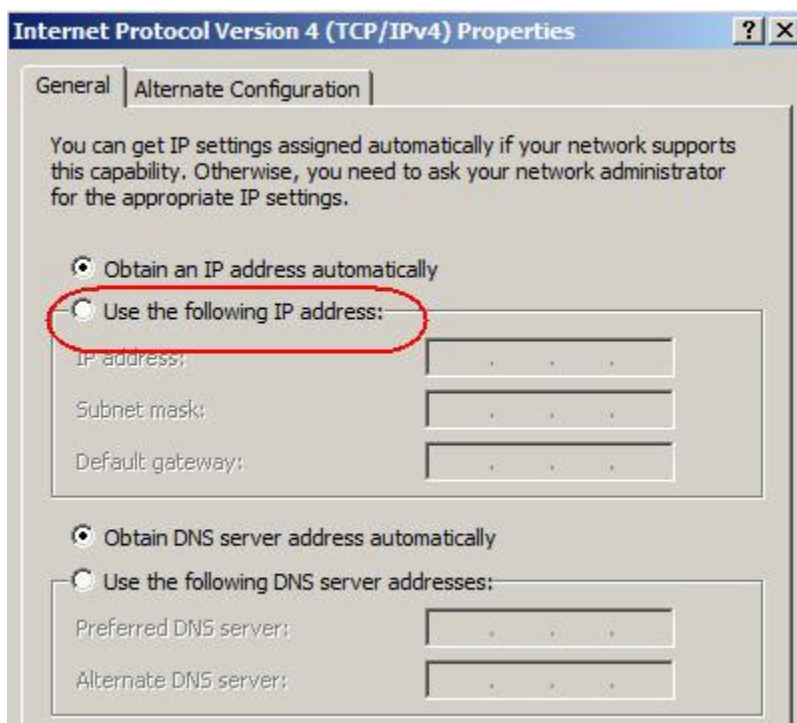 Internet Protocol Version 4 (TCP/IPv4) Properties
General
Alternate Configuration
You can get IP settings assigned automatically if your network supports
this capability. Otherwise, you need to ask your network administrator
for the appropriate IP settings.
Obtain an IP address automatically
Use the following IP address:
IP address:
Subnet mask:
Default gateway:
Obtain DNS server address automatically
Use the following DNS server addresses:
Preferred DNS server:
Alternate DNS server: